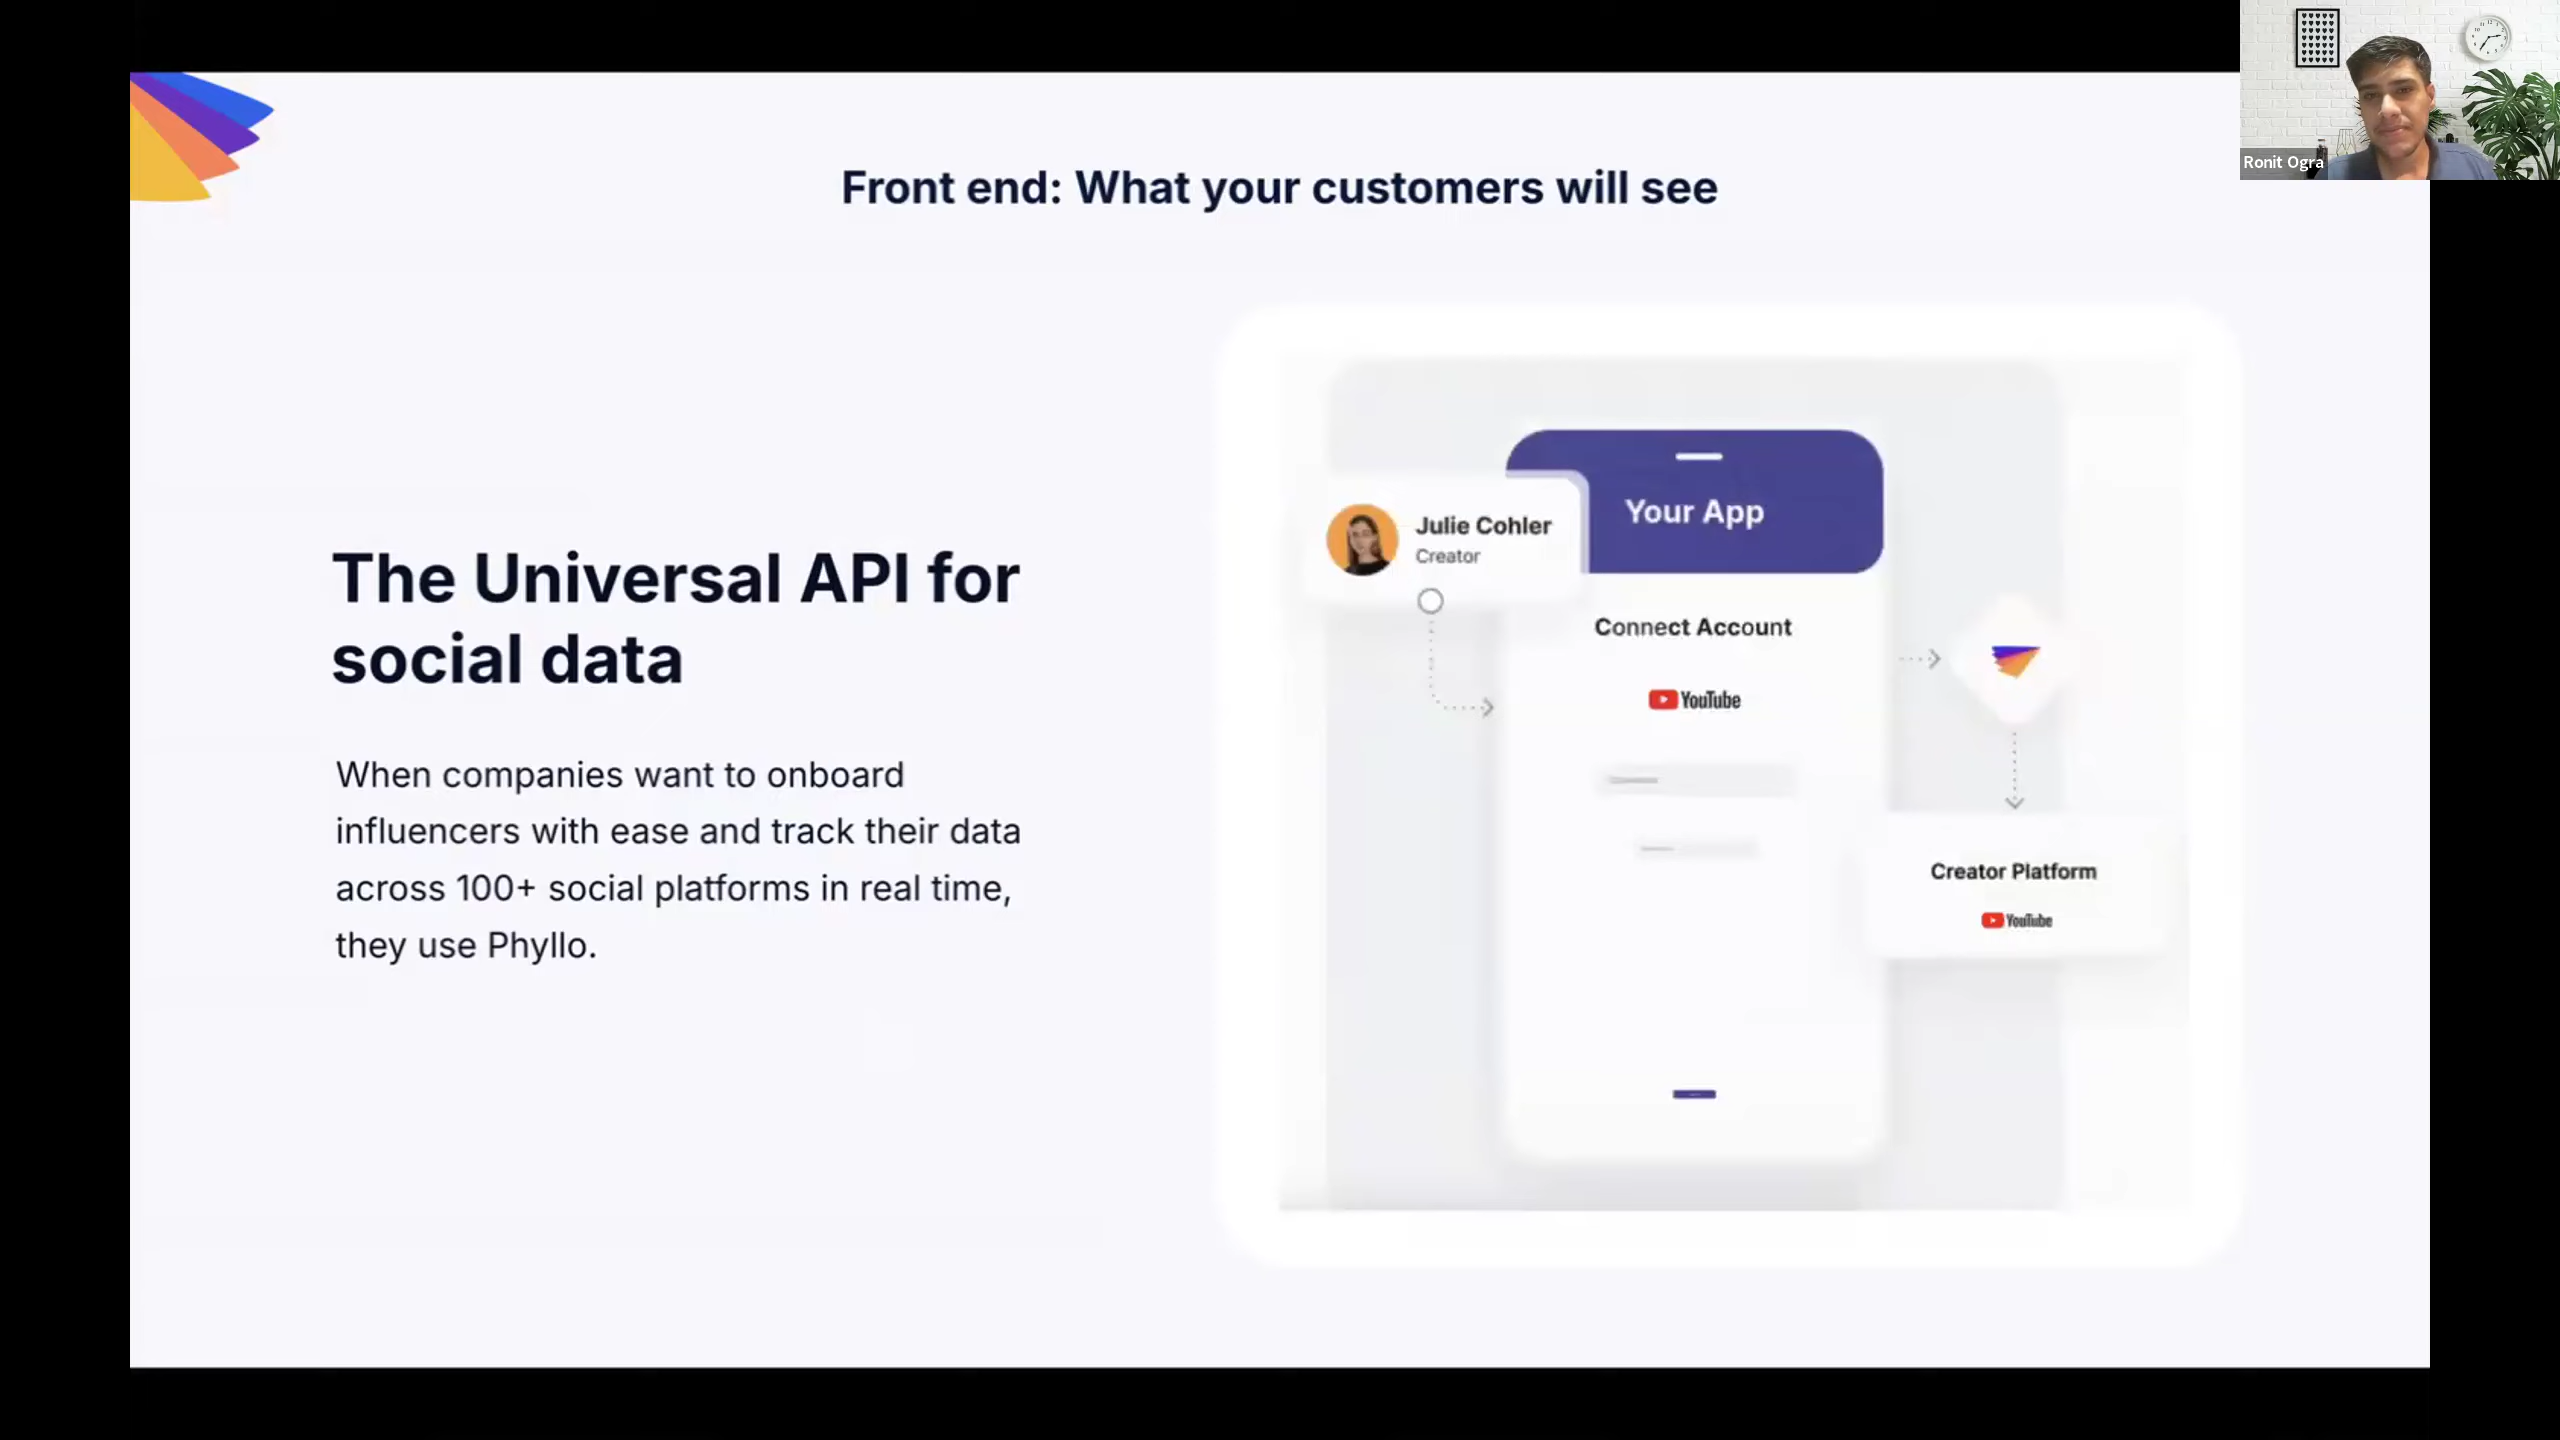 Ronit Ogra
Front end: What your customers will see
The Universal API for
social data
When companies want to onboard
influencers with ease and track their data
across 100+ social platforms in real time,
they use Phyllo.
Julie Cohler
Creator
Your App
Connect Account
YouTube
Creator Platform
YouTube